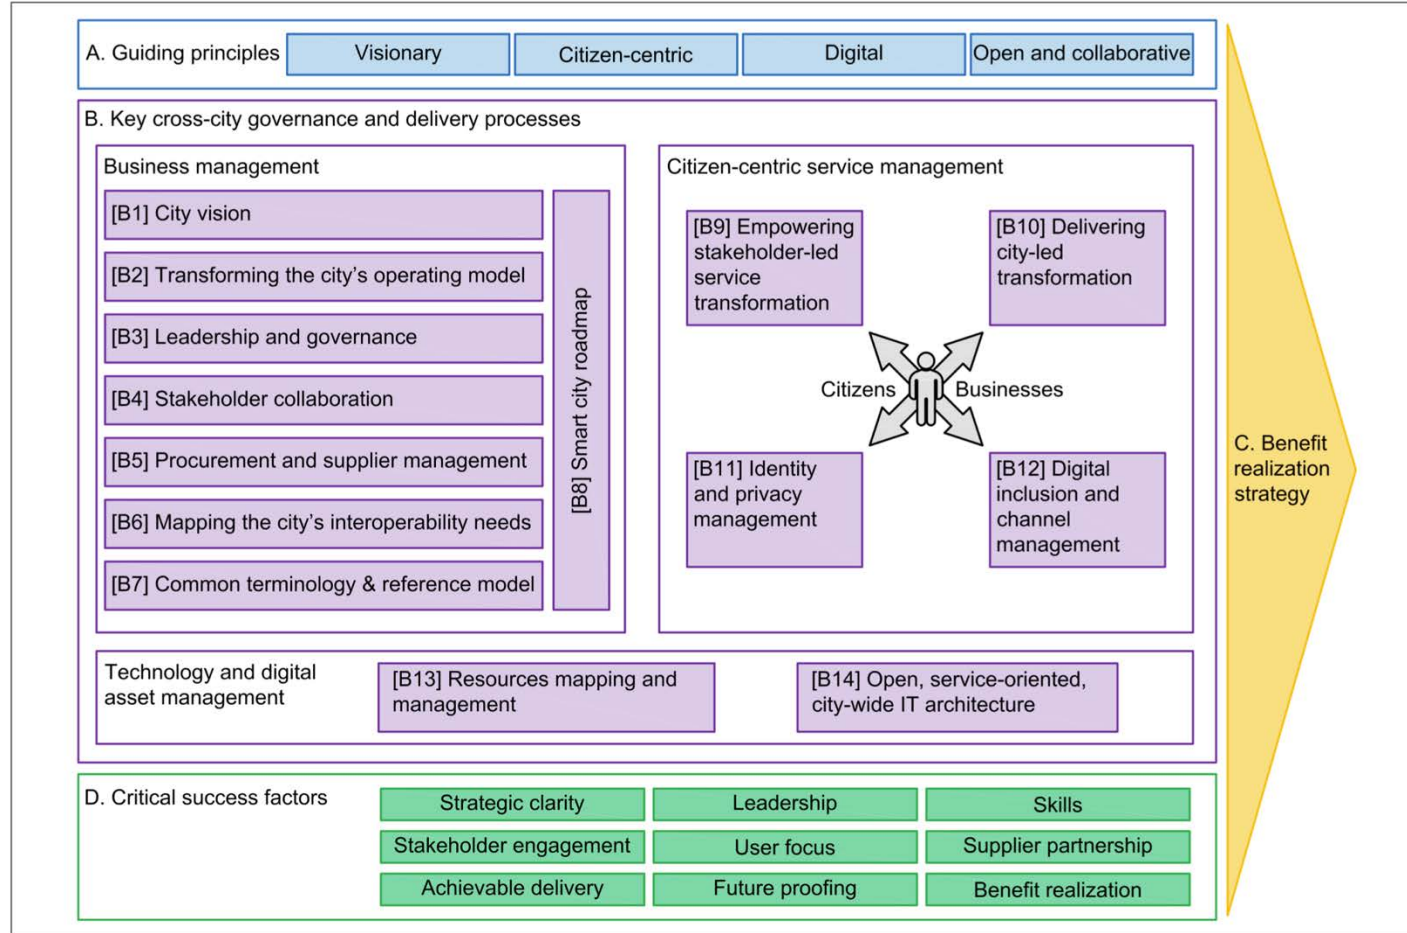 A. Guiding principles
Visionary
Citizen-centric
Digital
Open and collaborative
B. Key cross-city governance and delivery processes
Business management
[B1] City vision
[B2] Transforming the city’s operating model
[B3] Leadership and governance
[B4] Stakeholder collaboration
[B5] Procurement and supplier management
[B6] Mapping the city’s interoperability needs
[B7] Common terminology & reference model
[B8] Smart city roadmap
Citizen-centric service management
[B9] Empowering
stakeholder-led
service
transformation
[B10] Delivering
city-led
transformation
Citizens
Businesses
[B11] Identity
and privacy
management
[B12] Digital
inclusion and
channel
management
Technology and digital
asset management
[B13] Resources mapping and
management
[B14] Open, service-oriented,
city-wide IT architecture
C. Benefit
realization
strategy
D. Critical success factors
Strategic clarity
Leadership
Skills
Stakeholder engagement
User focus
Supplier partnership
Achievable delivery
Future proofing
Benefit realization